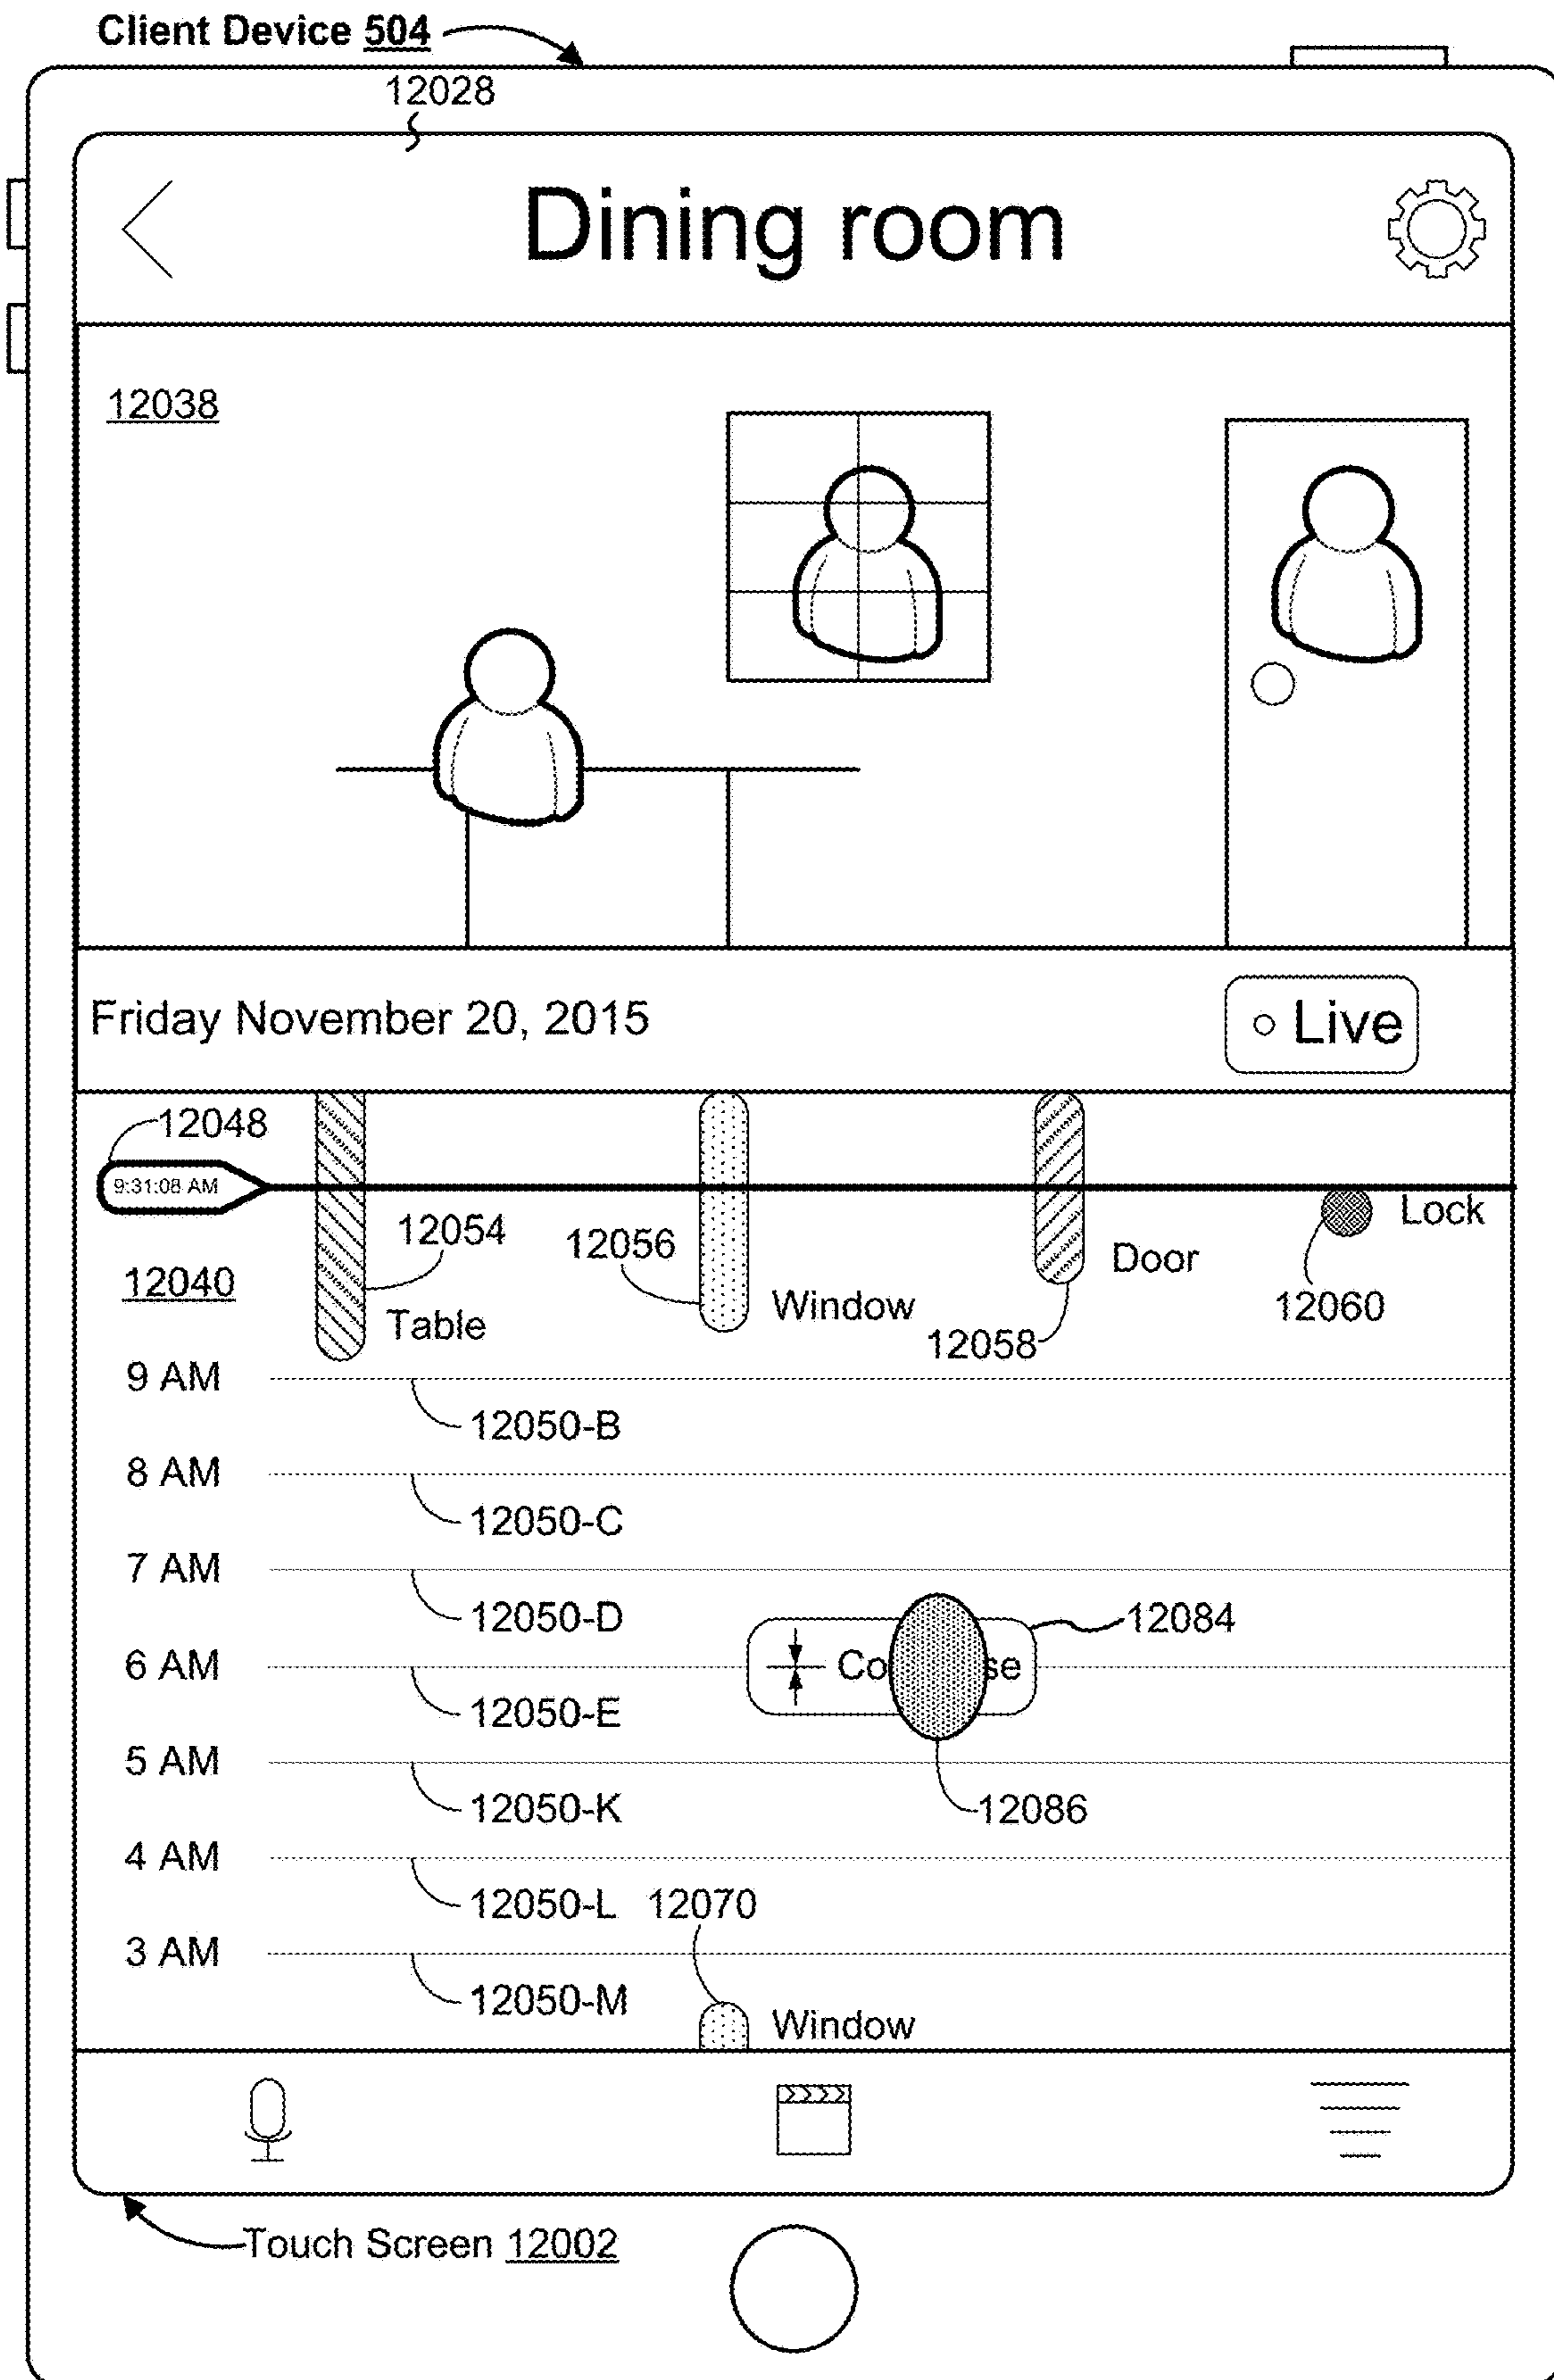 Client Device 504
12028
Dining room
12038
Friday November 20, 2015
Live
12048
9:31:08 AM
Lock
12054
12056
Door
12040
12060
Window
Table
12058
9 AM
12050-B
8 AM
12050-C
7 AM
12050-D
12084
6 AM
12050-E
5 AM
12050-K
12086
4 AM
12050-L
12070
3 AM
12050-M
Window
Touch Screen 12002